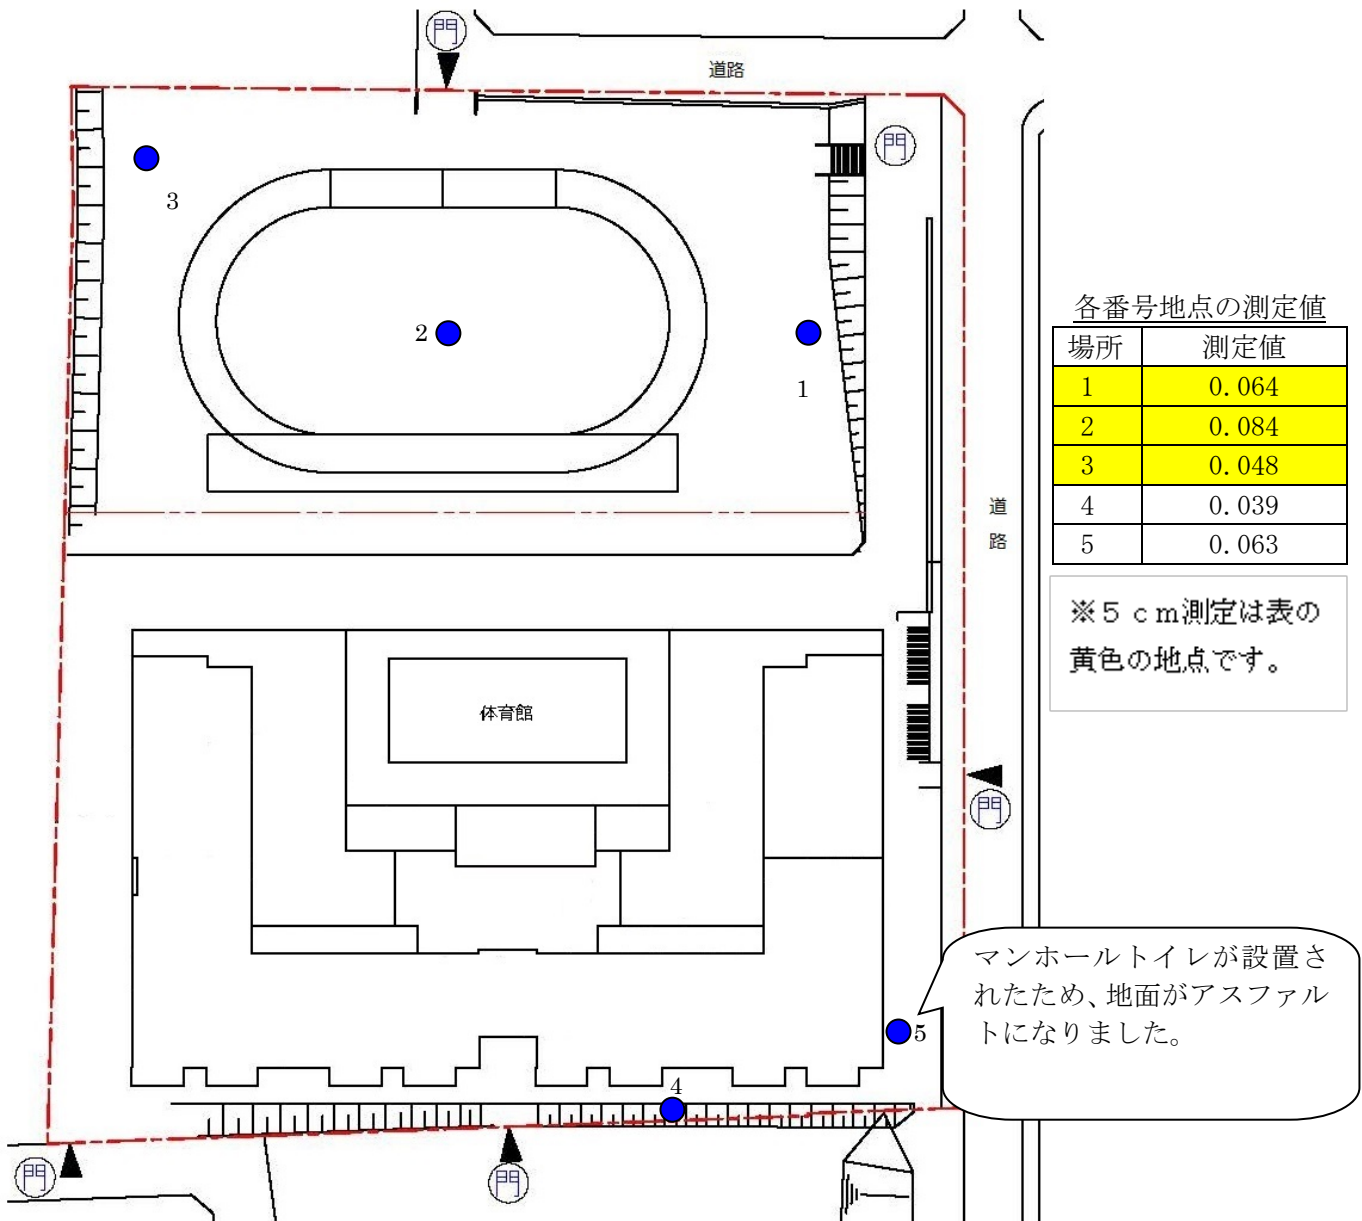 門
道路
門
3
2
1
各番号地点の測定値
場所 測定値
1 0.064
2 0.084
3 0.048
4 0.039
5 0.063
道
路
※５ｃｍ測定は表の
黄色の地点です。
体育館
門
マンホールトイレが設置さ
れたため、地面がアスファル
トになりました。
5
4
門
門